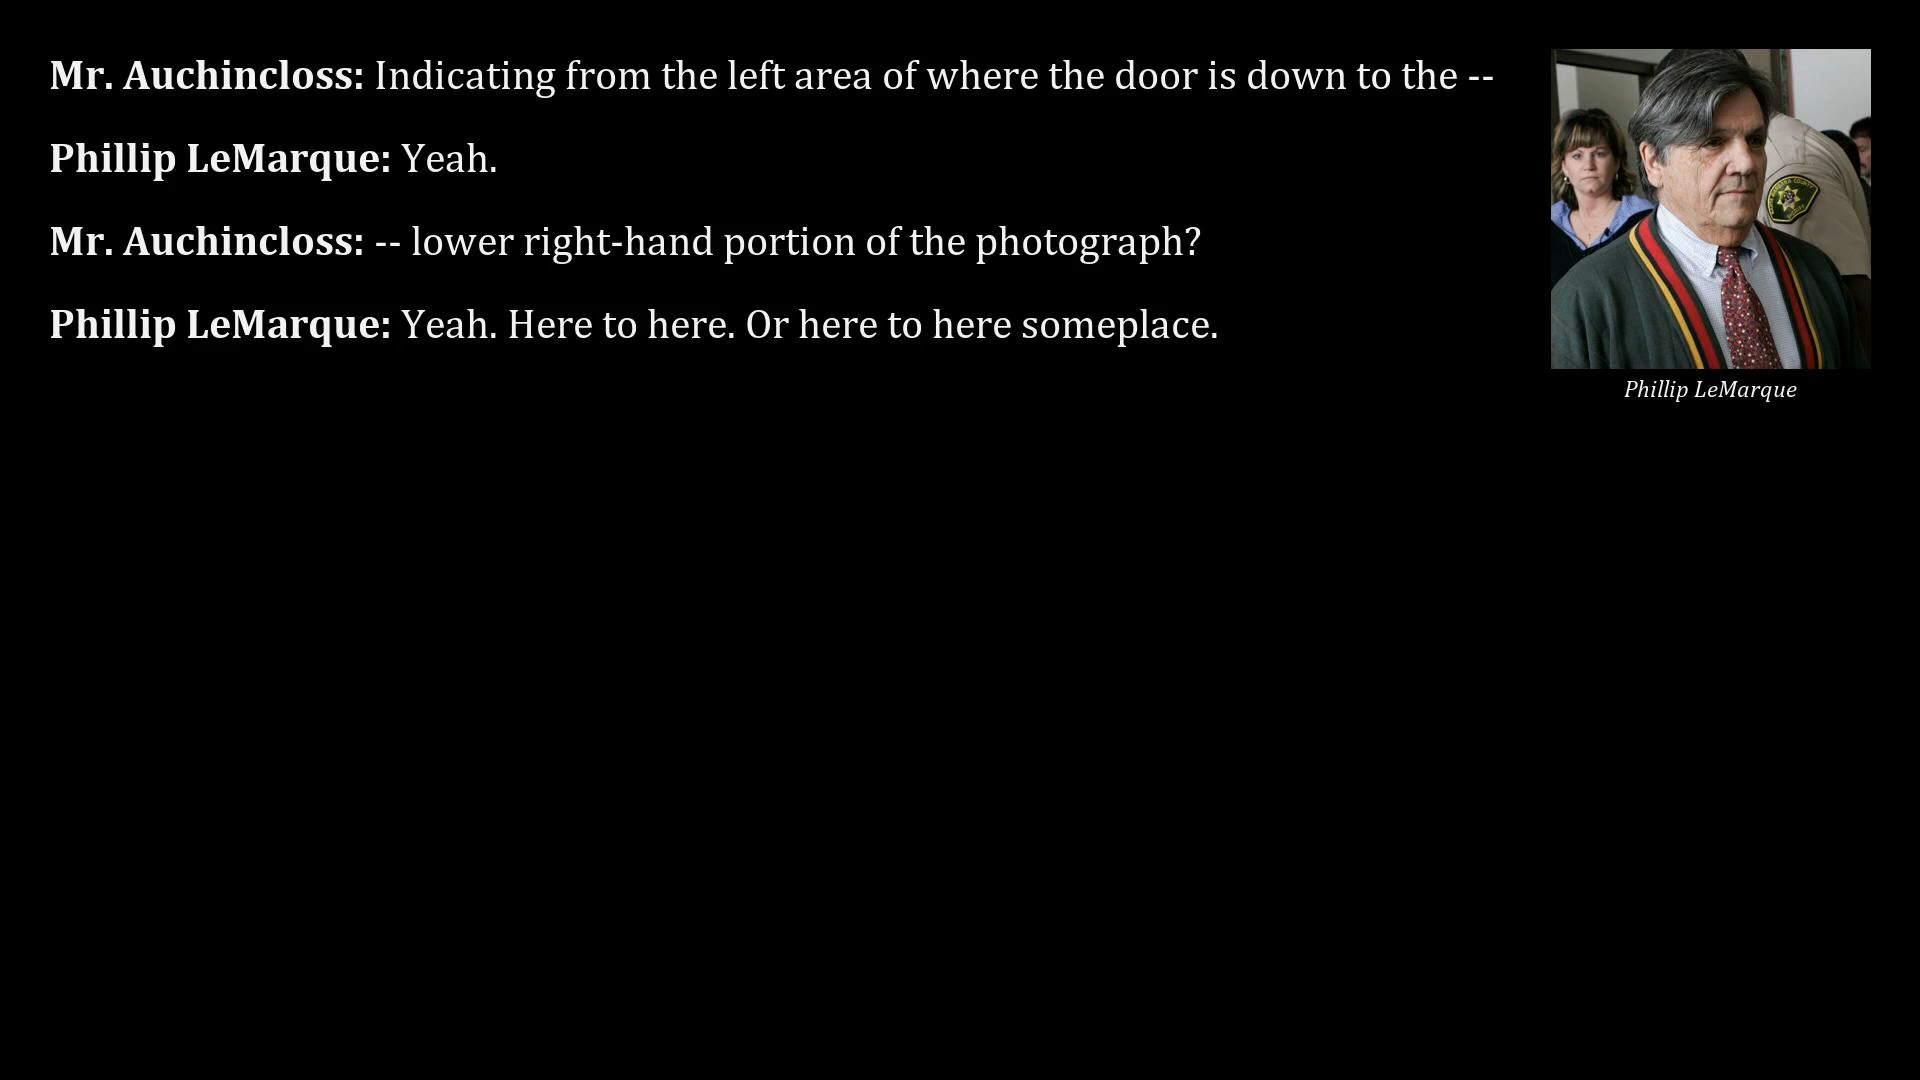 Mr. Auchincloss: Indicating from the left area of where the door is down to the --
Phillip LeMarque: Yeah.
Mr. Auchincloss: -- lower right-hand portion of the photograph?
Phillip LeMarque: Yeah. Here to here. Or here to here someplace.
Phillip LeMarque